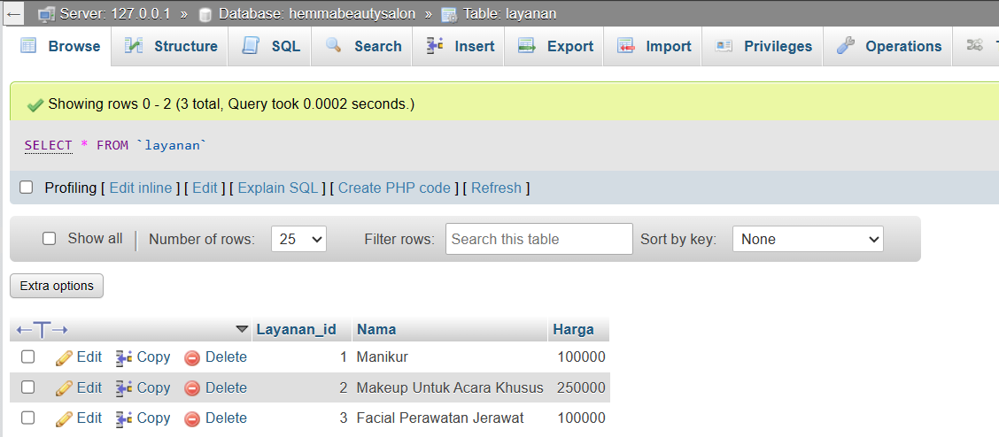 Server: 127.0.0.1 » Database: hemmabeautysalon » Table: layanan
Browse Structure SQL Search Insert Export Import Privileges Operations
Showing rows 0 - 2 (3 total, Query took 0.0002 seconds.)
SELECT * FROM `layanan`
Profiling [ Edit inline ] [ Edit ] [ Explain SQL ] [ Create PHP code ] [ Refresh ]
Show all Number of rows: 25 Filter rows: Search this table Sort by key: None
Extra options
←T→ Layanan_id Nama Harga
Edit Copy Delete 1 Manikur 100000
Edit Copy Delete 2 Makeup Untuk Acara Khusus 250000
Edit Copy Delete 3 Facial Perawatan Jerawat 100000